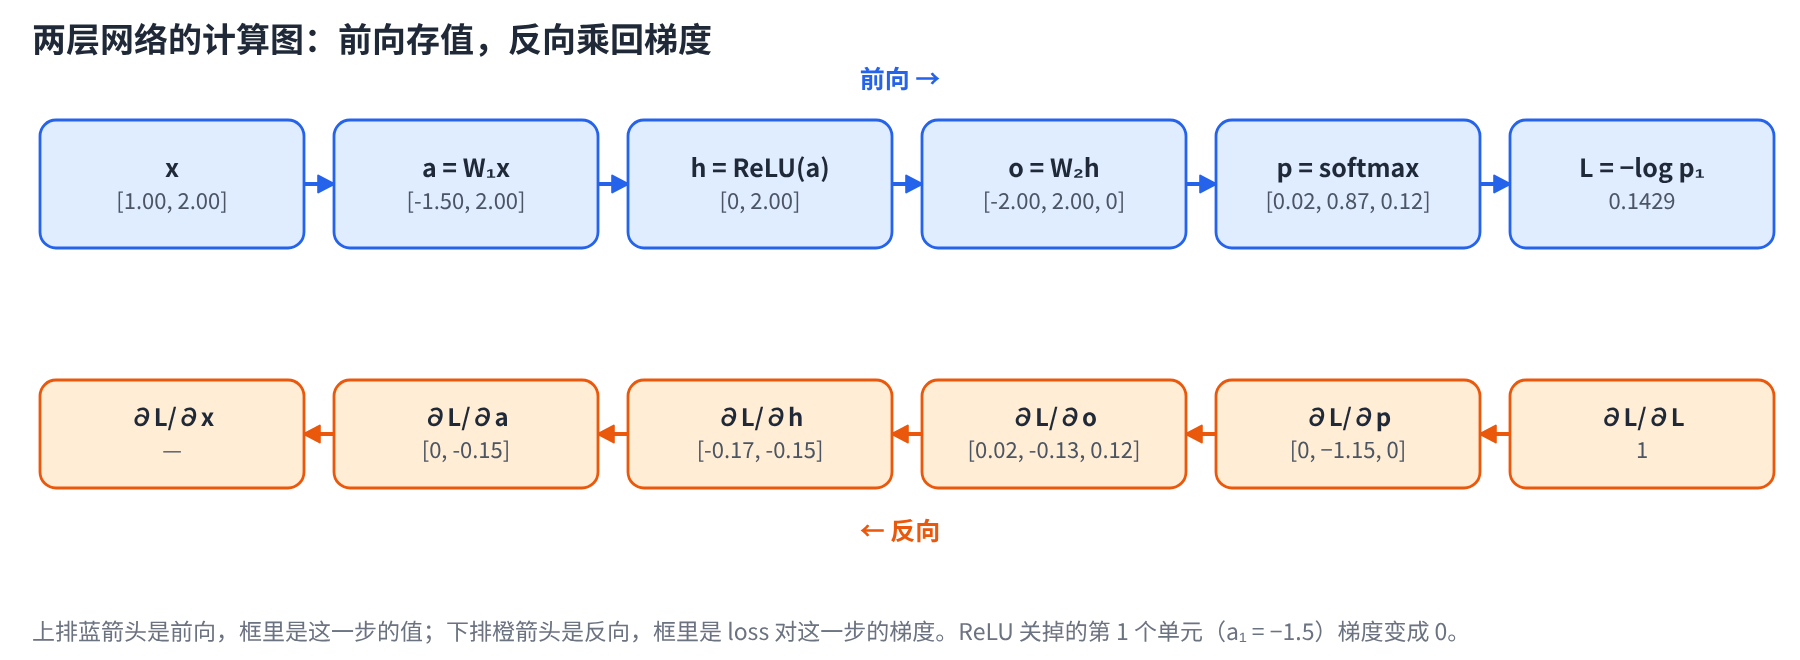 两层网络的计算图：前向存值，反向乘回梯度
前向 →
x
[1.00, 2.00]
a = W₁x
[-1.50, 2.00]
h = ReLU(a)
[0, 2.00]
o = W₂h
[-2.00, 2.00, 0]
p = softmax
[0.02, 0.87, 0.12]
L = −log p₁
0.1429
∂L/∂x
—
∂L/∂a
[0, -0.15]
∂L/∂h
[-0.17, -0.15]
∂L/∂o
[0.02, -0.13, 0.12]
∂L/∂p
[0, −1.15, 0]
∂L/∂L
1
← 反向
上排蓝箭头是前向，框里是这一步的值；下排橙箭头是反向，框里是 loss 对这一步的梯度。ReLU 关掉的第 1 个单元（a₁ = −1.5）梯度变成 0。